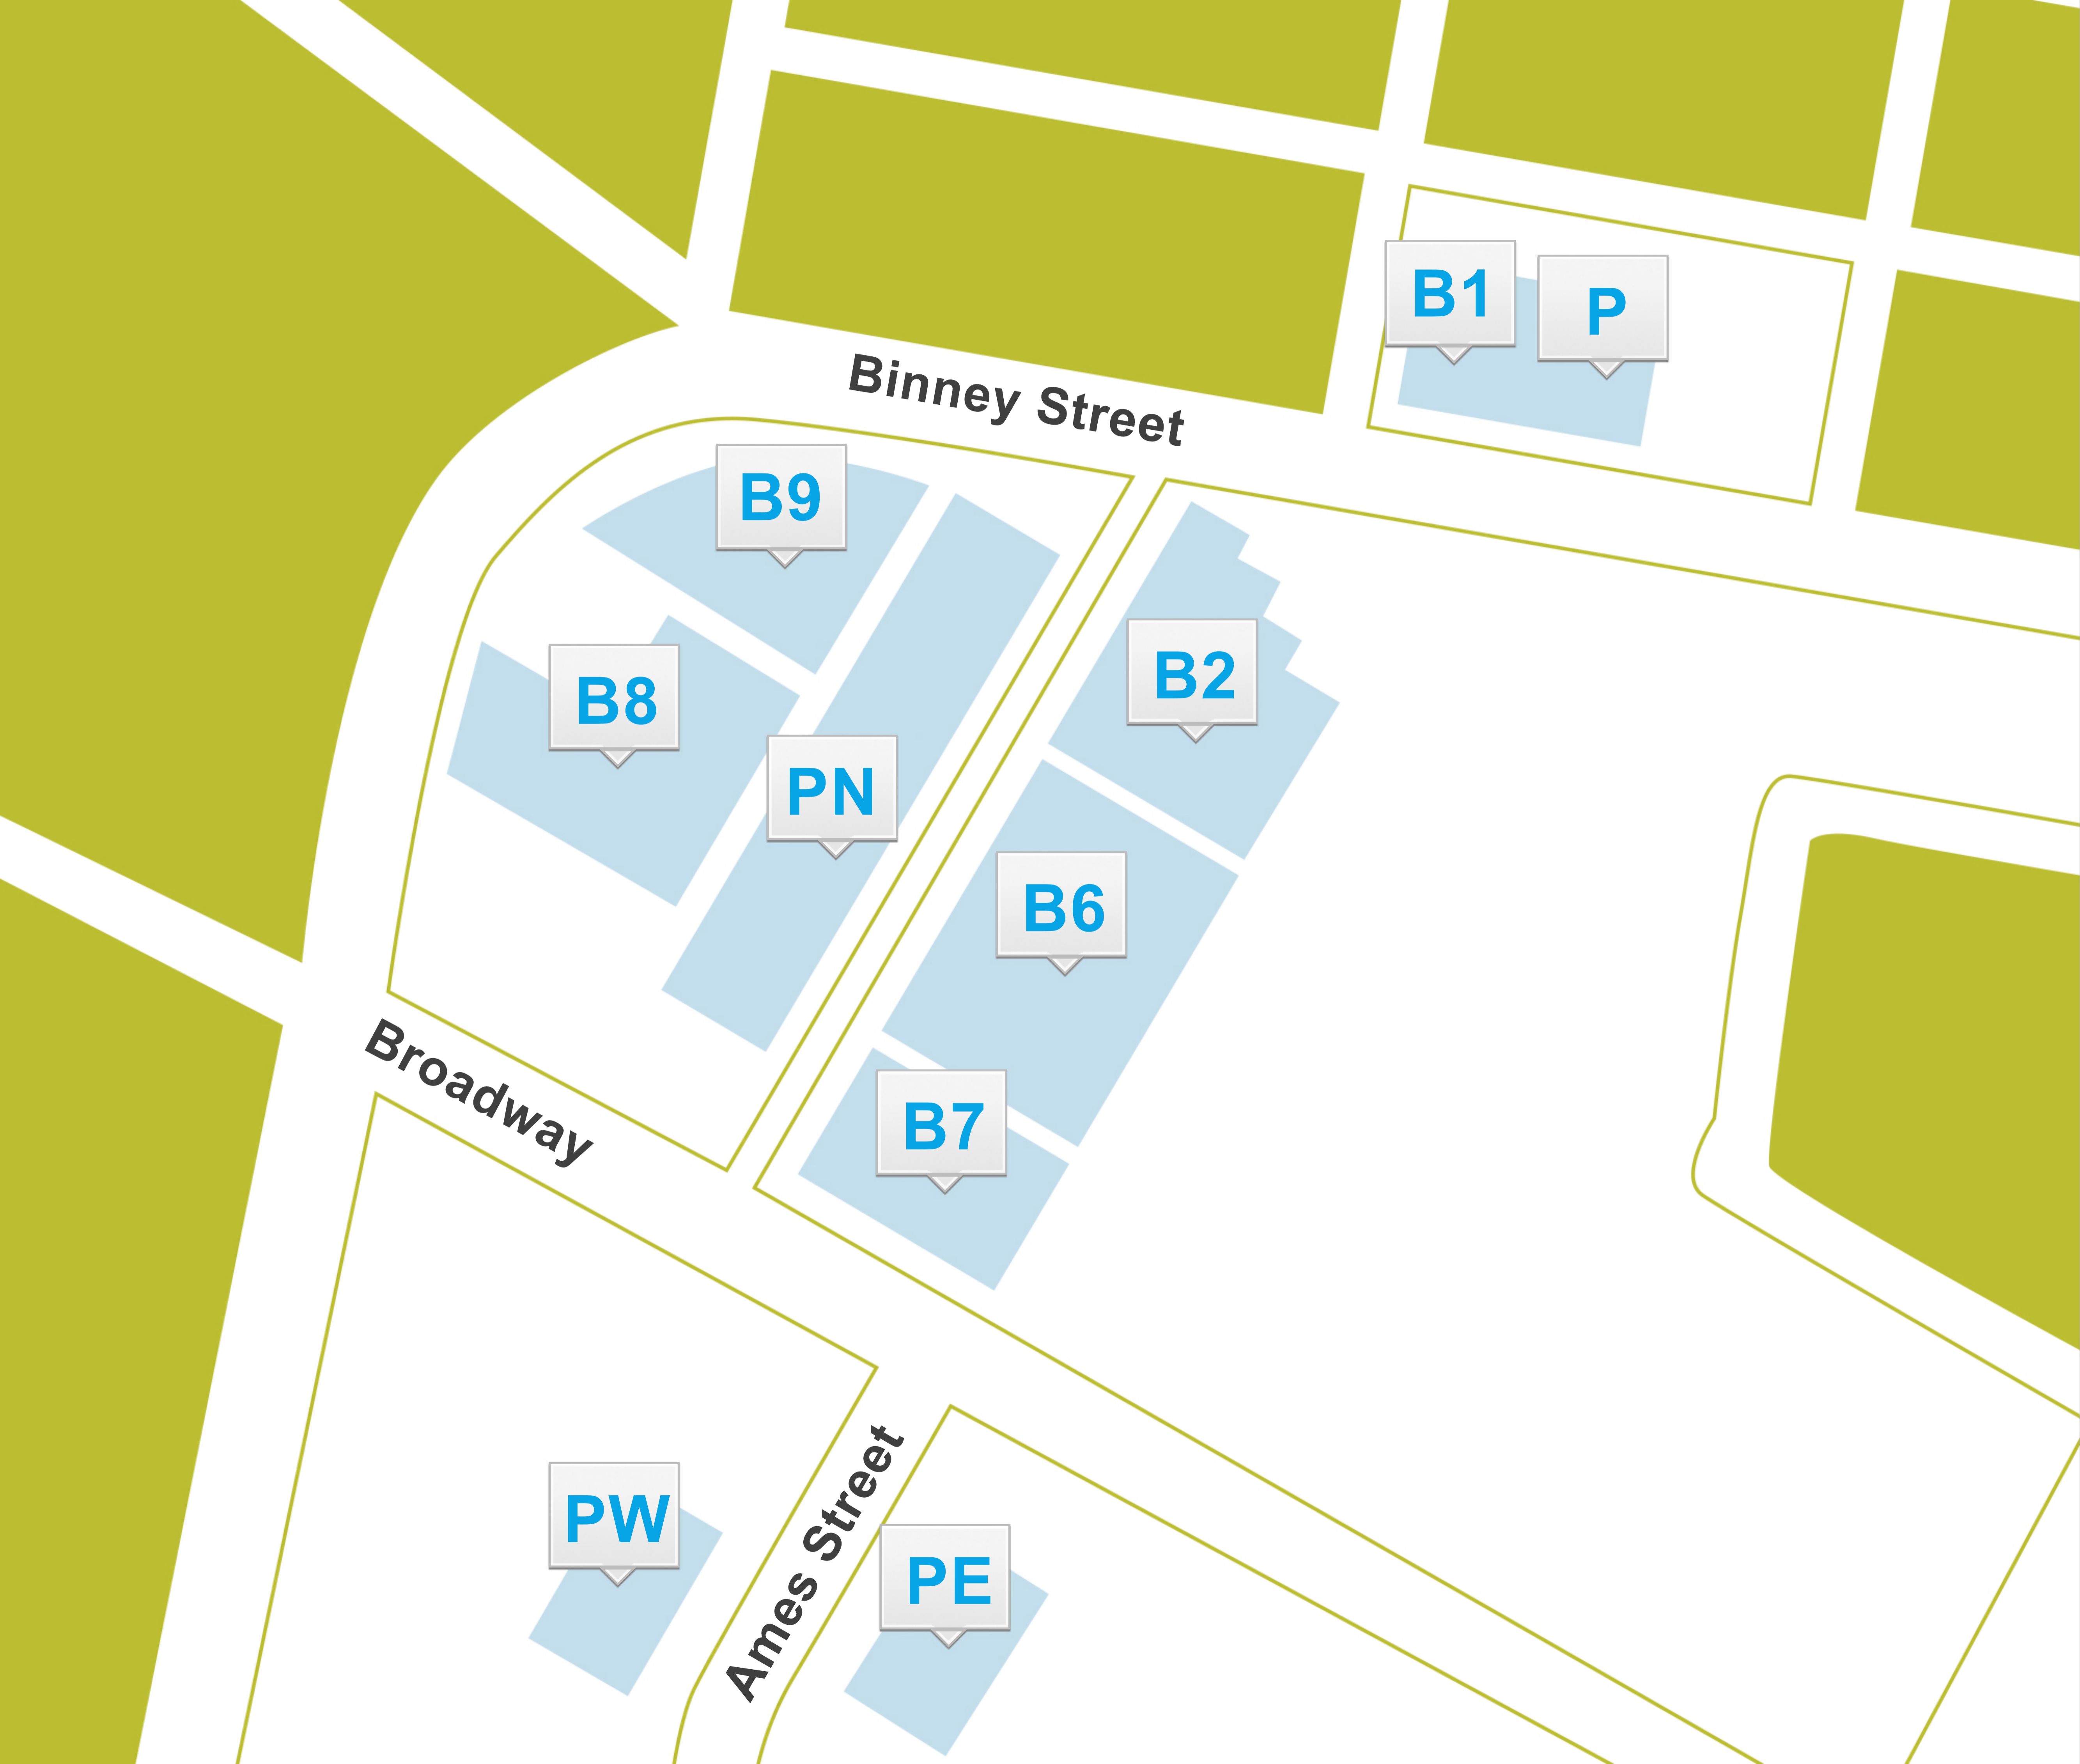 B1
P
Binney Street
B9
B2
B8
PN
B6
Broadway
B7
PW
Ames Street
PE